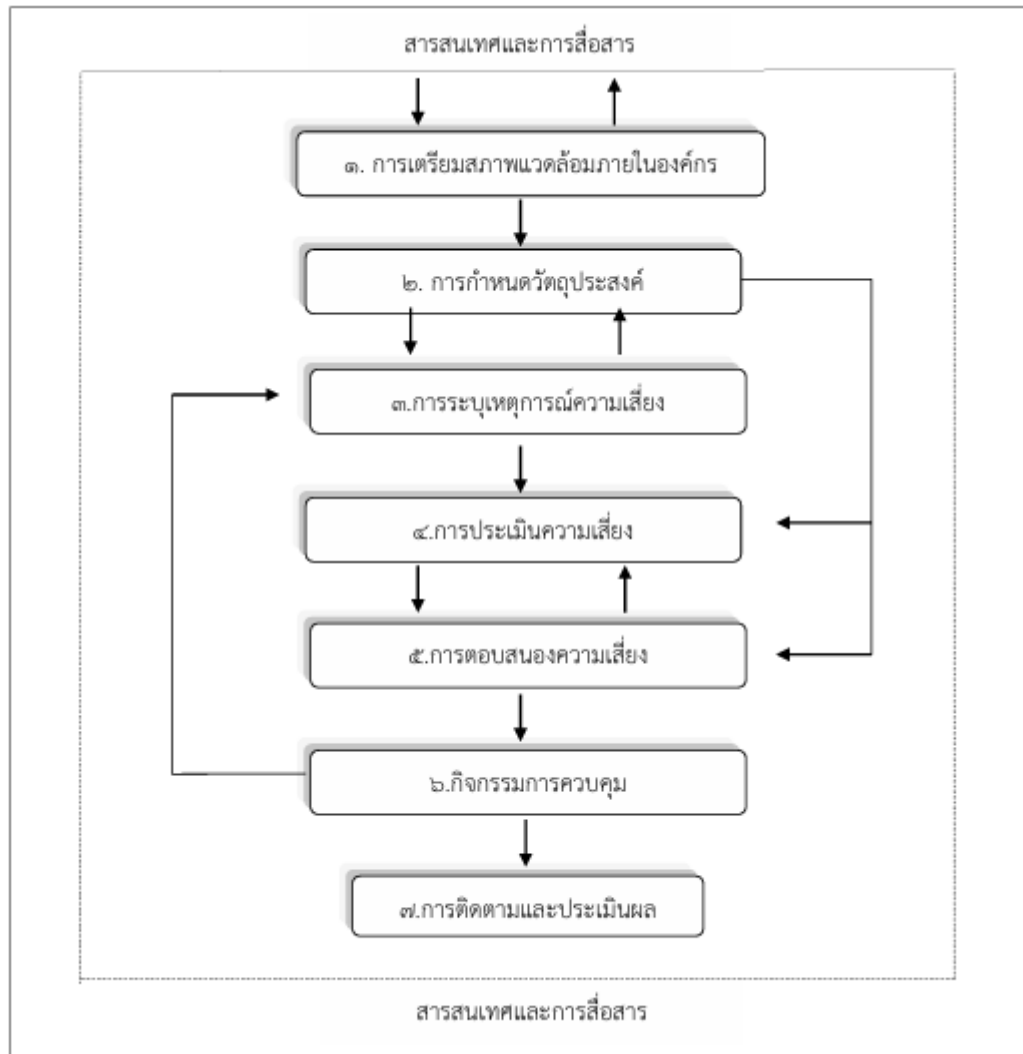 สารสนเทศและการสื่อสาร
๑. การเตรียมสภาพแวดล้อมภายในองค์กร
๒. การกำหนดวัตถุประสงค์
๓.การระบุเหตุการณ์ความเสี่ยง
๔.การประเมินความเสี่ยง
๕.การตอบสนองความเสี่ยง
๖.กิจกรรมการควบคุม
๗.การติดตามและประเมินผล
สารสนเทศและการสื่อสาร